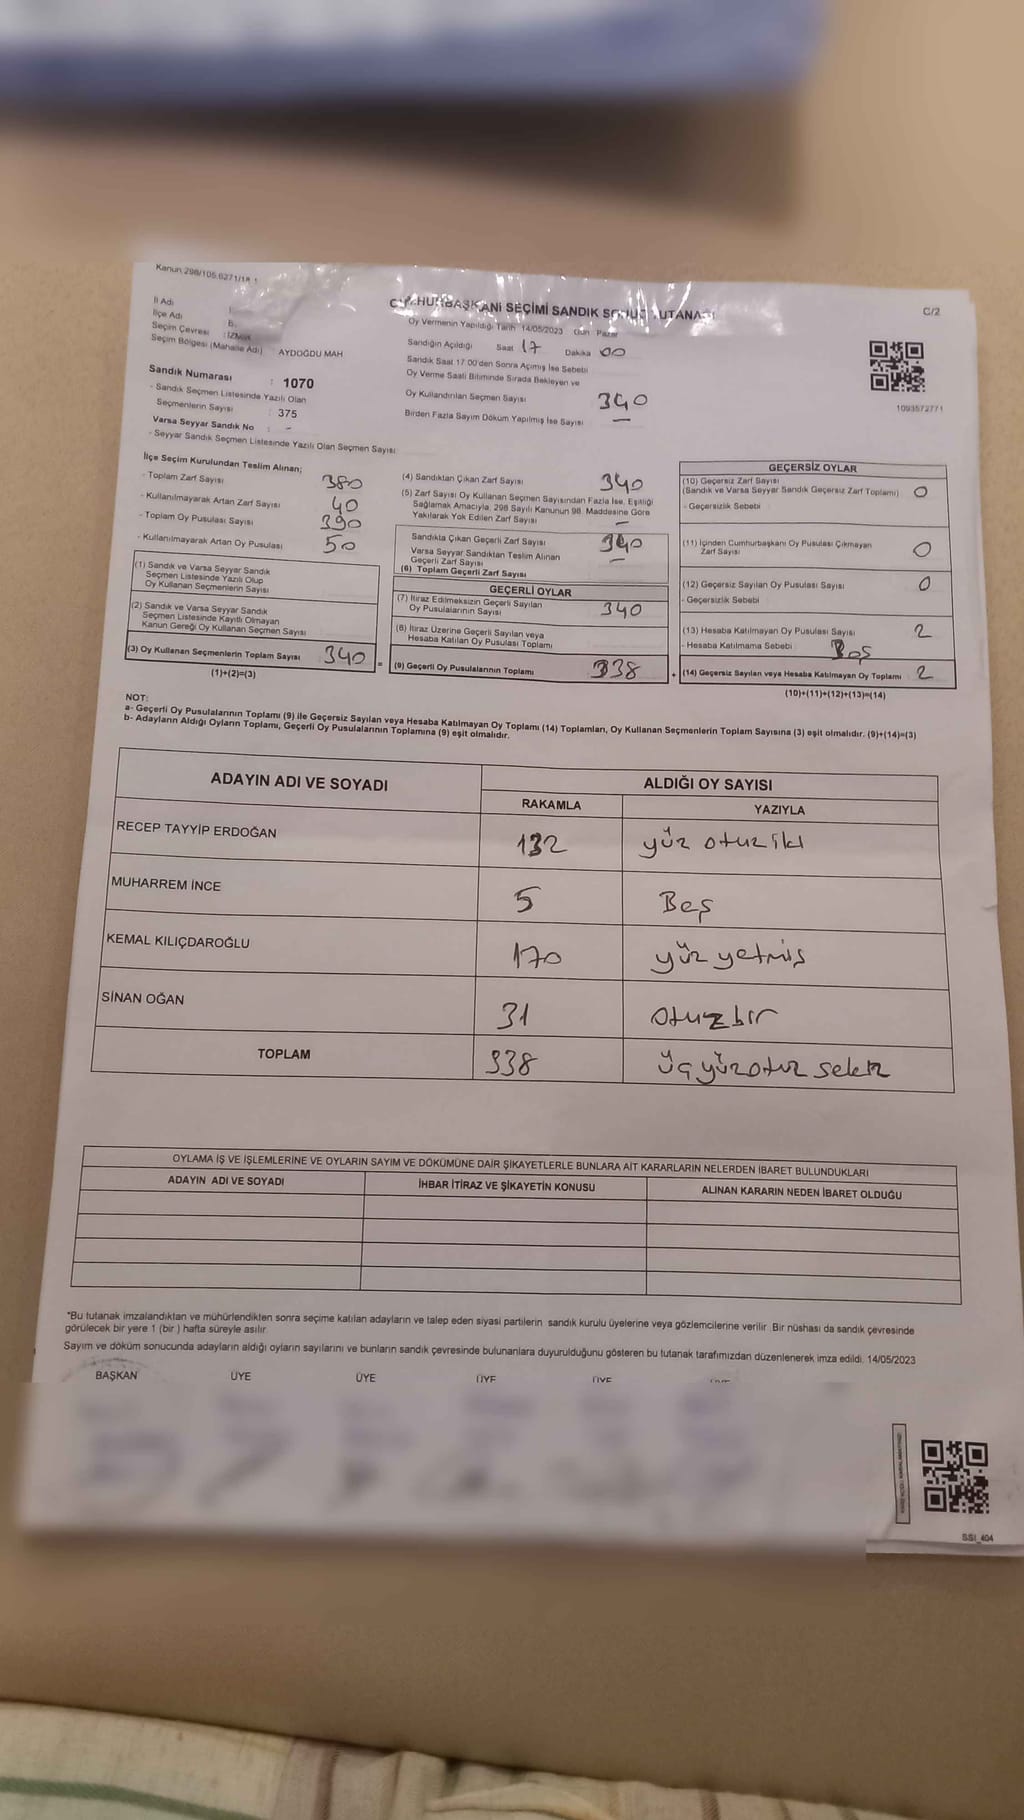 Kanun 298/105,6271/18
C/2
CUMHURBAŞKANI SEÇİMİ SANDIK SONUÇ TUTANAĞI
İl Adı
İlçe Adı
Seçim Çevresi : İZMİR
Seçim Bölgesi (Mahalle Adı) : AYDOĞDU MAH
Oy Vermenin Yapıldığı Tarih 14/05/2023 Gün Pazar
Sandığın Açıldığı Saat 17 Dakika 00
Sandık Saat 17 00'den Sonra Açımış İse Sebebi
Oy Verme Saati Bitiminde Sırada Bekleyen ve
Oy Kullandırılan Seçmen Sayısı 340
Birden Fazla Sayım Döküm Yapılmış İse Sayısı —
1093572771
Sandık Numarası : 1070
- Sandık Seçmen Listesinde Yazılı Olan
Seçmenlerin Sayısı : 375
Varsa Seyyar Sandık No : -
- Seyyar Sandık Seçmen Listesinde Yazılı Olan Seçmen Sayısı
İlçe Seçim Kurulundan Teslim Alınan;
- Toplam Zarf Sayısı 380
- Kullanılmayarak Artan Zarf Sayısı 40
- Toplam Oy Pusulası Sayısı 390
- Kullanılmayarak Artan Oy Pusulası 50
(1) Sandık ve Varsa Seyyar Sandık
Seçmen Listesinde Yazılı Olup
Oy Kullanan Seçmenlerin Sayısı
(2) Sandık ve Varsa Seyyar Sandık
Seçmen Listesinde Kayıtlı Olmayan
Kanun Gereği Oy Kullanan Seçmen Sayısı
(3) Oy Kullanan Seçmenlerin Toplam Sayısı 340 =
(1)+(2)=(3)
(4) Sandıktan Çıkan Zarf Sayısı 340
(5) Zarf Sayısı Oy Kullanan Seçmen Sayısından Fazla İse, Eşitliği
Sağlamak Amacıyla, 298 Sayılı Kanunun 98. Maddesine Göre
Yakılarak Yok Edilen Zarf Sayısı —
Sandıkta Çıkan Geçerli Zarf Sayısı 340
Varsa Seyyar Sandıktan Teslim Alınan
Geçerli Zarf Sayısı —
(6) Toplam Geçerli Zarf Sayısı
GEÇERLİ OYLAR
(7) İtiraz Edilmeksizin Geçerli Sayılan
Oy Pusulalarının Sayısı 340
(8) İtiraz Üzerine Geçerli Sayılan veya
Hesaba Katılan Oy Pusulası Toplamı
(9) Geçerli Oy Pusulalarının Toplamı 338 +
GEÇERSİZ OYLAR
(10) Geçersiz Zarf Sayısı
(Sandık ve Varsa Seyyar Sandık Geçersiz Zarf Toplamı) 0
- Geçersizlik Sebebi
(11) İçinden Cumhurbaşkanı Oy Pusulası Çıkmayan
Zarf Sayısı 0
(12) Geçersiz Sayılan Oy Pusulası Sayısı 0
- Geçersizlik Sebebi
(13) Hesaba Katılmayan Oy Pusulası Sayısı 2
- Hesaba Katılmama Sebebi : Boş
(14) Geçersiz Sayılan veya Hesaba Katılmayan Oy Toplamı : 2
(10)+(11)+(12)+(13)=(14)
NOT:
a- Geçerli Oy Pusulalarının Toplamı (9) ile Geçersiz Sayılan veya Hesaba Katılmayan Oy Toplamı (14) Toplamları, Oy Kullanan Seçmenlerin Toplam Sayısına (3) eşit olmalıdır. (9)+(14)=(3)
b- Adayların Aldığı Oyların Toplamı, Geçerli Oy Pusulalarının Toplamına (9) eşit olmalıdır.
ADAYIN ADI VE SOYADI ALDIĞI OY SAYISI
RAKAMLA YAZIYLA
RECEP TAYYİP ERDOĞAN 132 yüz otuz iki
MUHARREM İNCE 5 Beş
KEMAL KILIÇDAROĞLU 170 yüz yetmiş
SİNAN OĞAN 31 otuzbir
TOPLAM 338 üçyüzotuz sekiz
OYLAMA İŞ VE İŞLEMLERİNE VE OYLARIN SAYIM VE DÖKÜMÜNE DAİR ŞİKAYETLERLE BUNLARA AİT KARARLARIN NELERDEN İBARET BULUNDUKLARI
ADAYIN ADI VE SOYADI İHBAR İTİRAZ VE ŞİKAYETİN KONUSU ALINAN KARARIN NEDEN İBARET OLDUĞU
*Bu tutanak imzalandıktan ve mühürlendikten sonra seçime katılan adayların ve talep eden siyasi partilerin sandık kurulu üyelerine veya gözlemcilerine verilir. Bir nüshası da sandık çevresinde
görülecek bir yere 1 (bir ) hafta süreyle asılır.
Sayım ve döküm sonucunda adayların aldığı oyların sayılarını ve bunların sandık çevresinde bulunanlara duyurulduğunu gösteren bu tutanak tarafımızdan düzenlenerek imza edildi. 14/05/2023
BAŞKAN ÜYE ÜYE ÜYE ÜYE
SSI_404